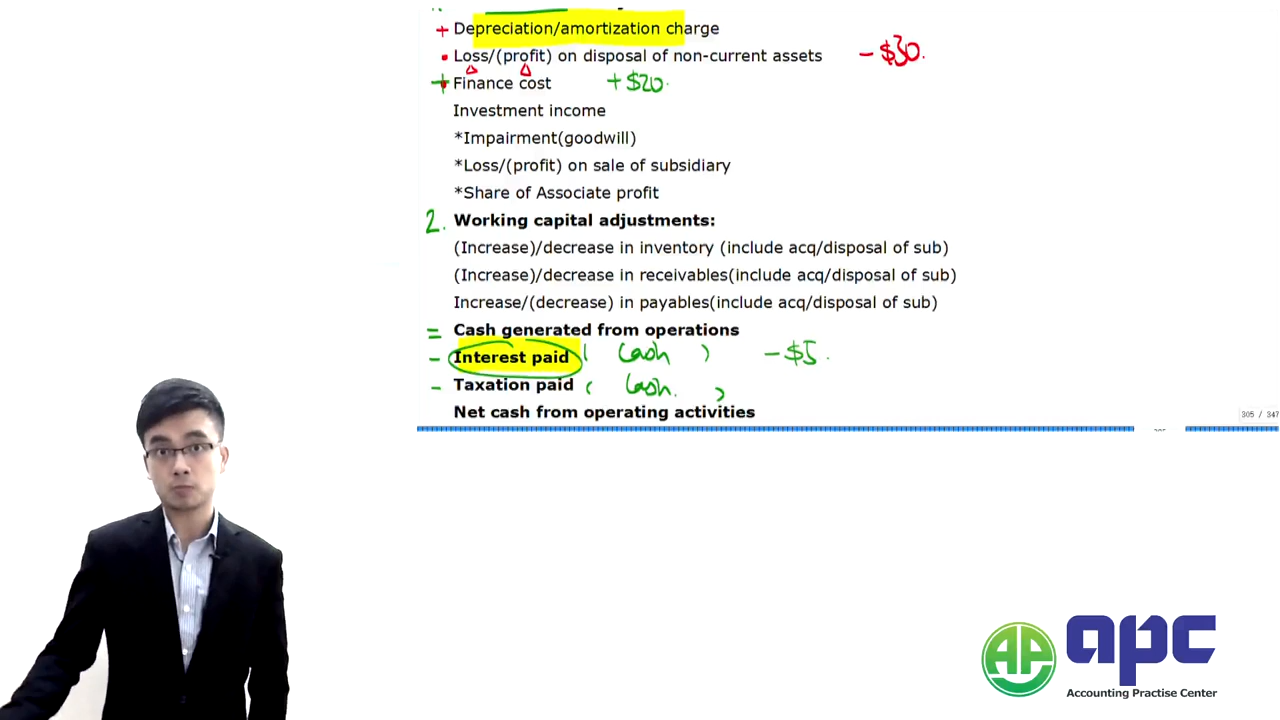 + Depreciation/amortization charge
• Loss/(profit) on disposal of non-current assets - $30.
+ Finance cost + $20.
Investment income
*Impairment(goodwill)
*Loss/(profit) on sale of subsidiary
*Share of Associate profit
2. Working capital adjustments:
(Increase)/decrease in inventory (include acq/disposal of sub)
(Increase)/decrease in receivables(include acq/disposal of sub)
Increase/(decrease) in payables(include acq/disposal of sub)
= Cash generated from operations
- Interest paid ( Cash ) - $5.
- Taxation paid ( Cash. )
Net cash from operating activities
305 / 347
AP
apc
Accounting Practise Center